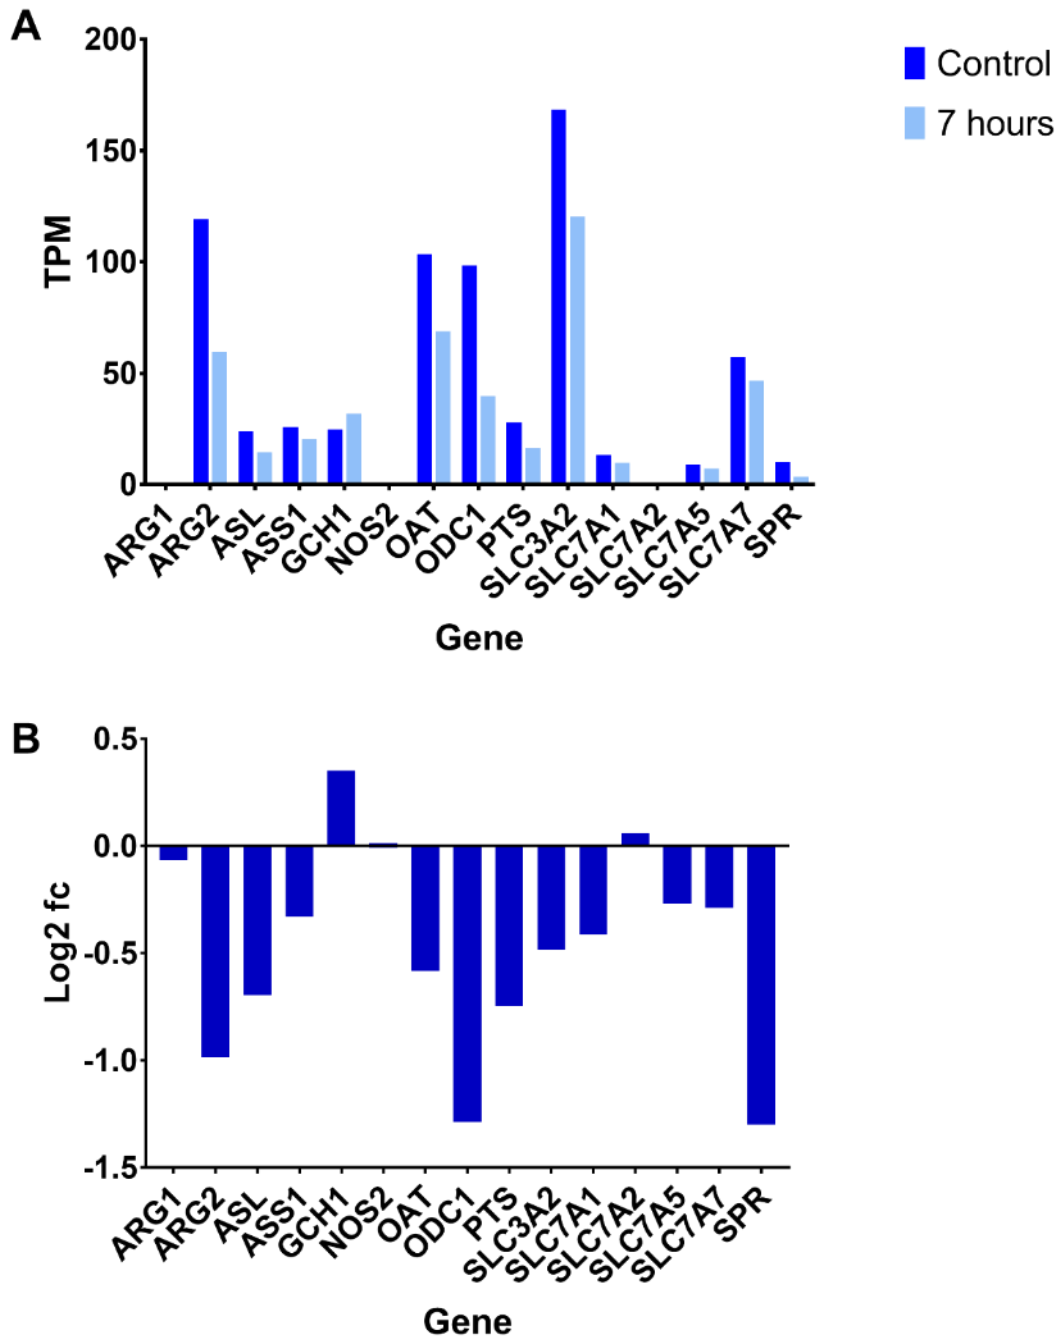 A
200
150
100
50
0
TPM
Control
7 hours
ARG1
ARG2
ASL
ASS1
GCH1
NOS2
OAT
ODC1
PTS
SLC3A2
SLC7A1
SLC7A2
SLC7A5
SLC7A7
SPR
Gene
B
0.5
0.0
-0.5
-1.0
-1.5
Log2 fc
ARG1
ARG2
ASL
ASS1
GCH1
NOS2
OAT
ODC1
PTS
SLC3A2
SLC7A1
SLC7A2
SLC7A5
SLC7A7
SPR
Gene